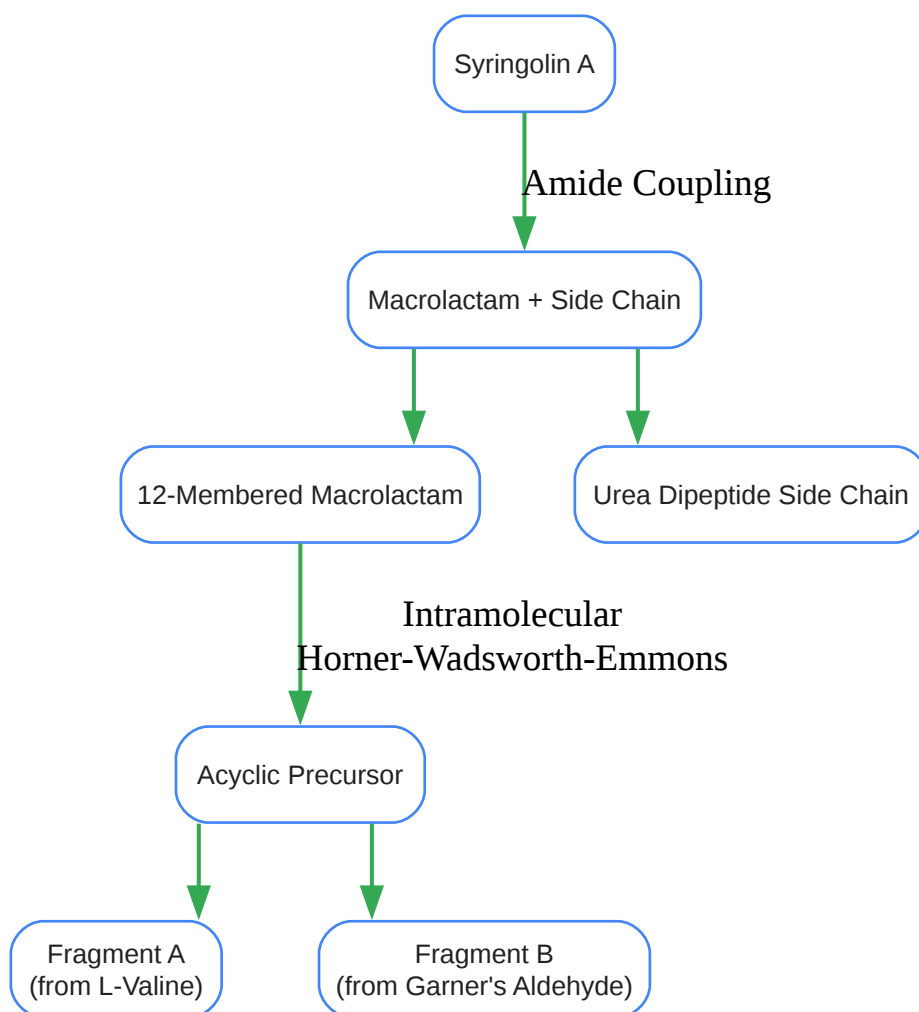 Syringolin A
Amide Coupling
Macrolactam + Side Chain
12-Membered Macrolactam
Urea Dipeptide Side Chain
Intramolecular
Horner-Wadsworth-Emmons
Acyclic Precursor
Fragment A
(from L-Valine)
Fragment B
(from Garner's Aldehyde)